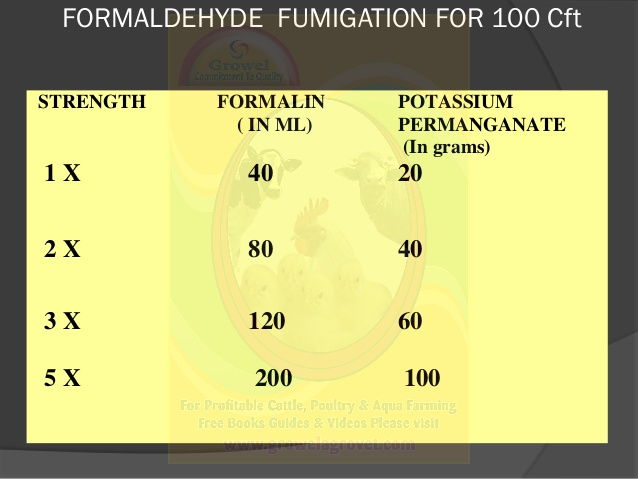 FORMALDEHYDE FUMIGATION FOR 100 Cft
Growel
Commitment To Quality
STRENGTH FORMALIN POTASSIUM
( IN ML) PERMANGANATE
(In grams)
1 X 40 20
2 X 80 40
3 X 120 60
5 X 200 100
For Profitable Cattle, Poultry & Aqua Farming
Free Books Guides & Videos Please visit
www.growelagrovet.com